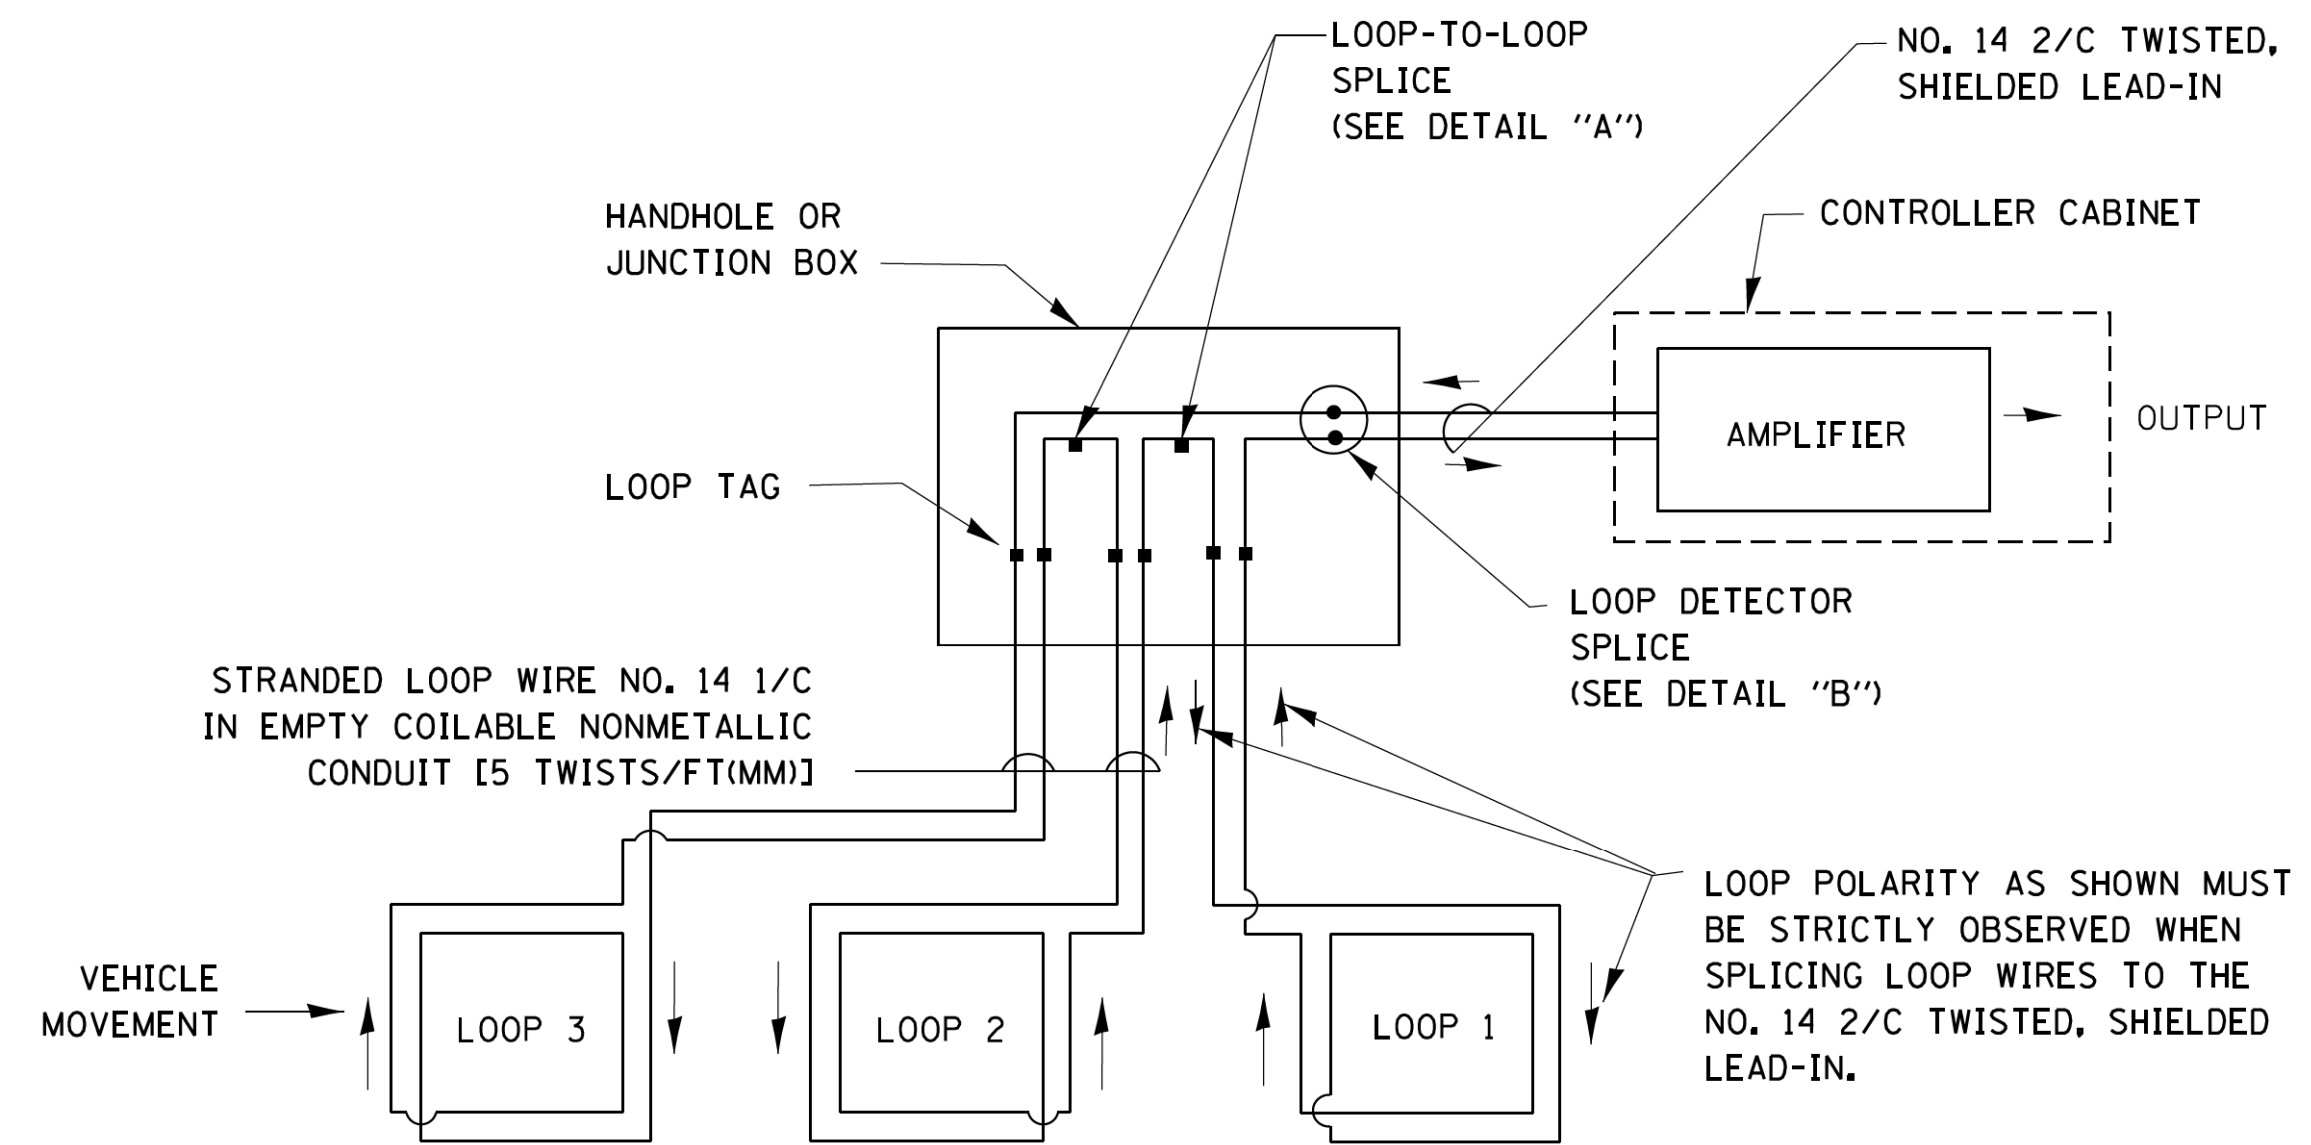 LOOP-TO-LOOP
SPLICE
(SEE DETAIL "A")
NO. 14 2/C TWISTED,
SHIELDED LEAD-IN
HANDHOLE OR
JUNCTION BOX
CONTROLLER CABINET
AMPLIFIER
OUTPUT
LOOP TAG
LOOP DETECTOR
SPLICE
(SEE DETAIL "B")
STRANDED LOOP WIRE NO. 14 1/C
IN EMPTY COILABLE NONMETALLIC
CONDUIT [5 TWISTS/FT(MM)]
LOOP POLARITY AS SHOWN MUST
BE STRICTLY OBSERVED WHEN
SPLICING LOOP WIRES TO THE
NO. 14 2/C TWISTED, SHIELDED
LEAD-IN.
VEHICLE
MOVEMENT
LOOP 3
LOOP 2
LOOP 1